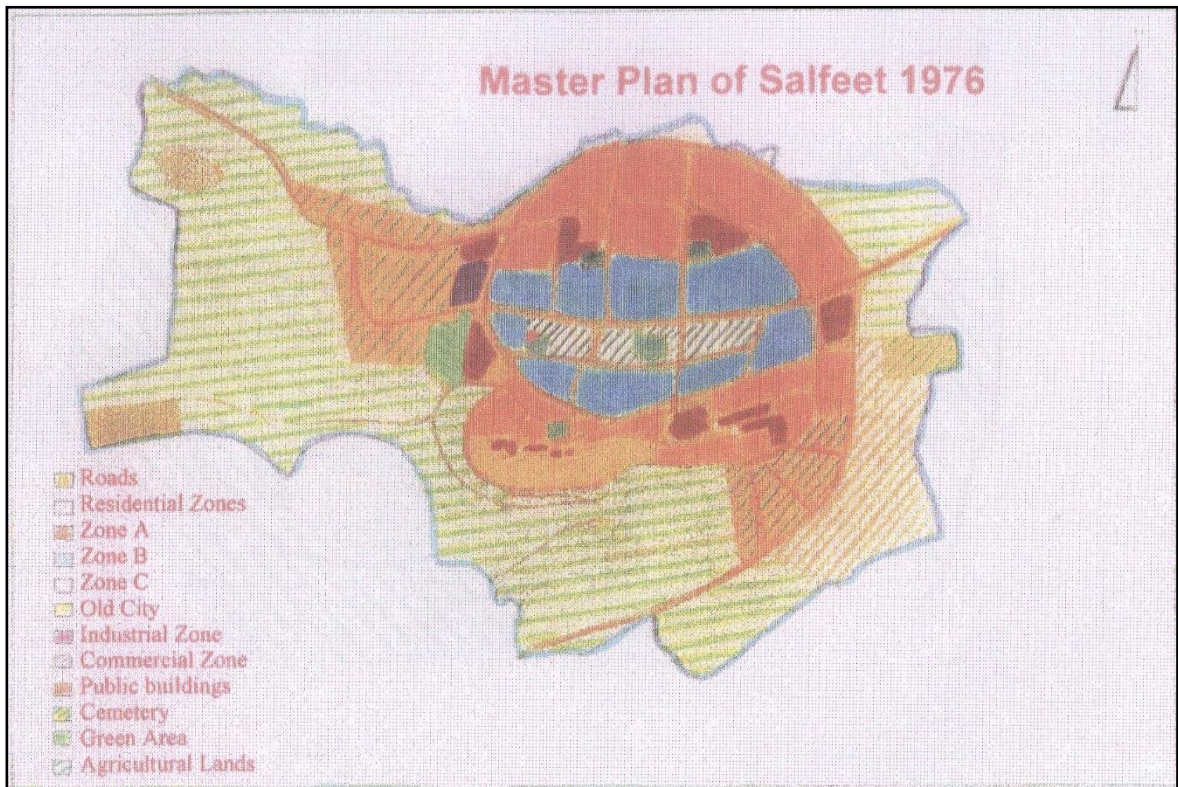 Master Plan of Salfeet 1976
Roads
Residential Zones
Zone A
Zone B
Zone C
Old City
Industrial Zone
Commercial Zone
Public buildings
Cemetery
Green Area
Agricultural Lands